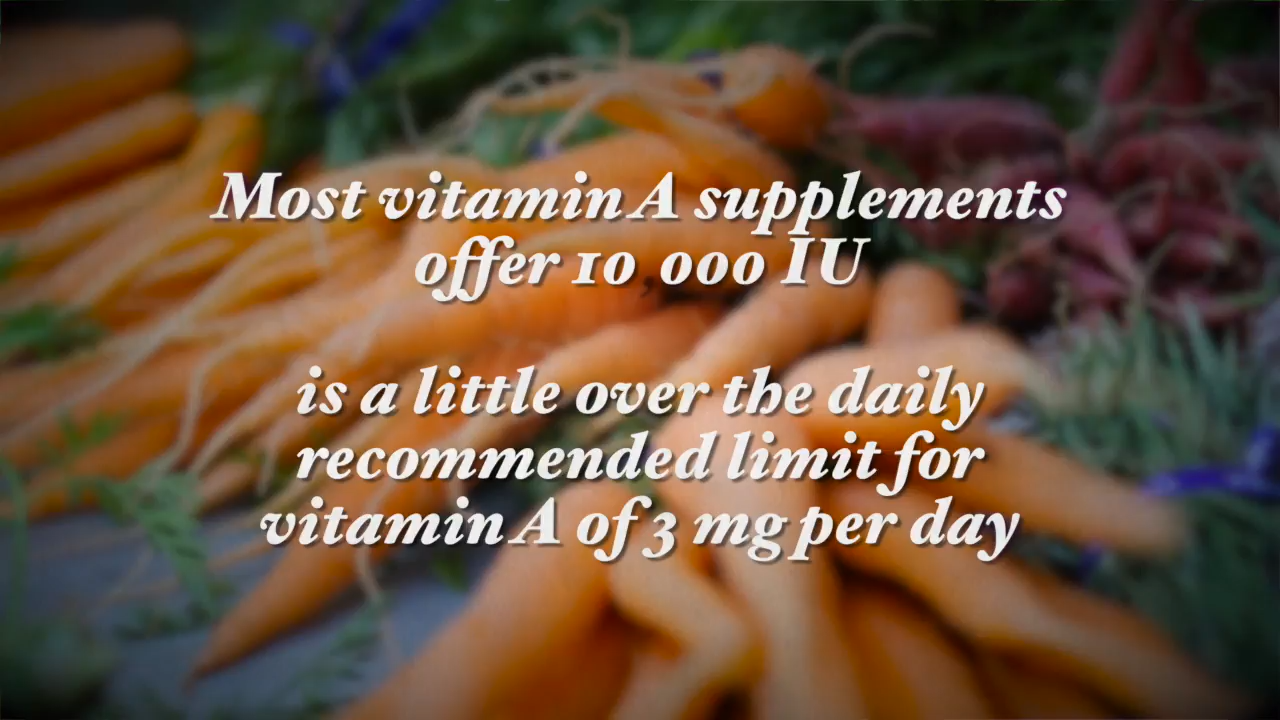 Most vitamin A supplements
offer 10,000 IU
is a little over the daily
recommended limit for
vitamin A of 3 mg per day